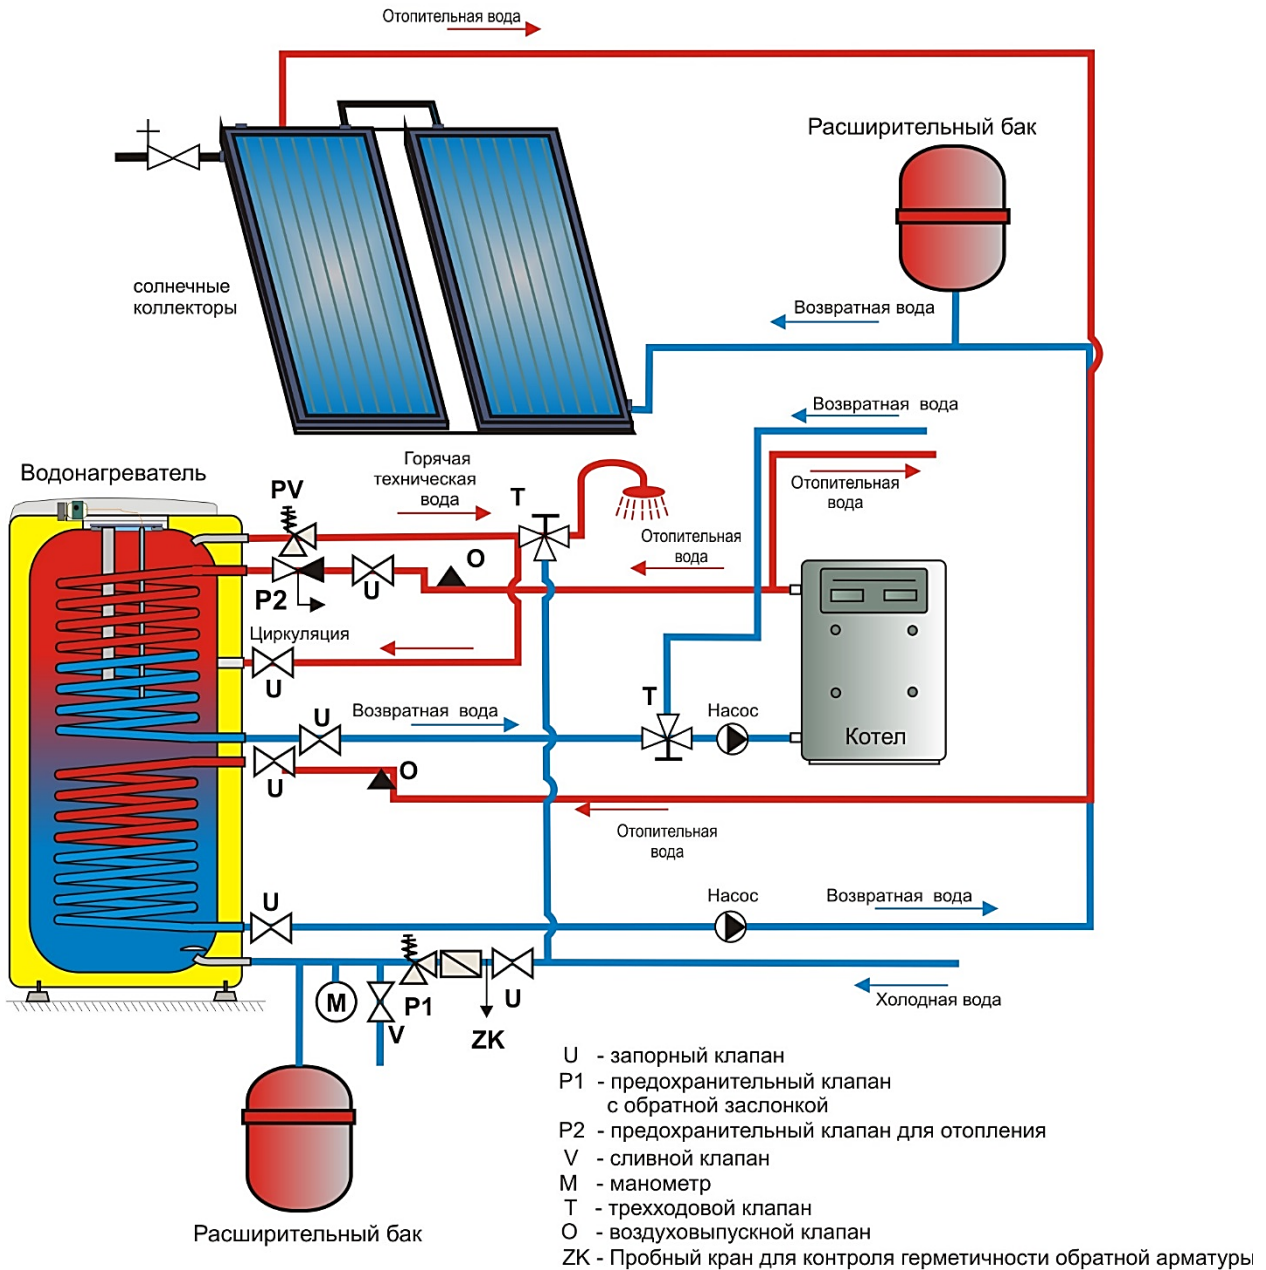 Отопительная вода
Расширительный бак
солнечные
коллекторы
Возвратная вода
Возвратная вода
Отопительная
вода
Водонагреватель
Горячая
техническая
вода
PV
T
Отопительная
вода
O
P2
U
Циркуляция
U
Возвратная вода
U
T
Насос
Котел
U
O
Отопительная
вода
U
Насос
Возвратная вода
M
V
P1
ZK
U
Холодная вода
Расширительный бак
U - запорный клапан
P1 - предохранительный клапан
с обратной заслонкой
P2 - предохранительный клапан для отопления
V - сливной клапан
M - манометр
T - трехходовой клапан
O - воздуховыпускной клапан
ZK - Пробный кран для контроля герметичности обратной арматуры